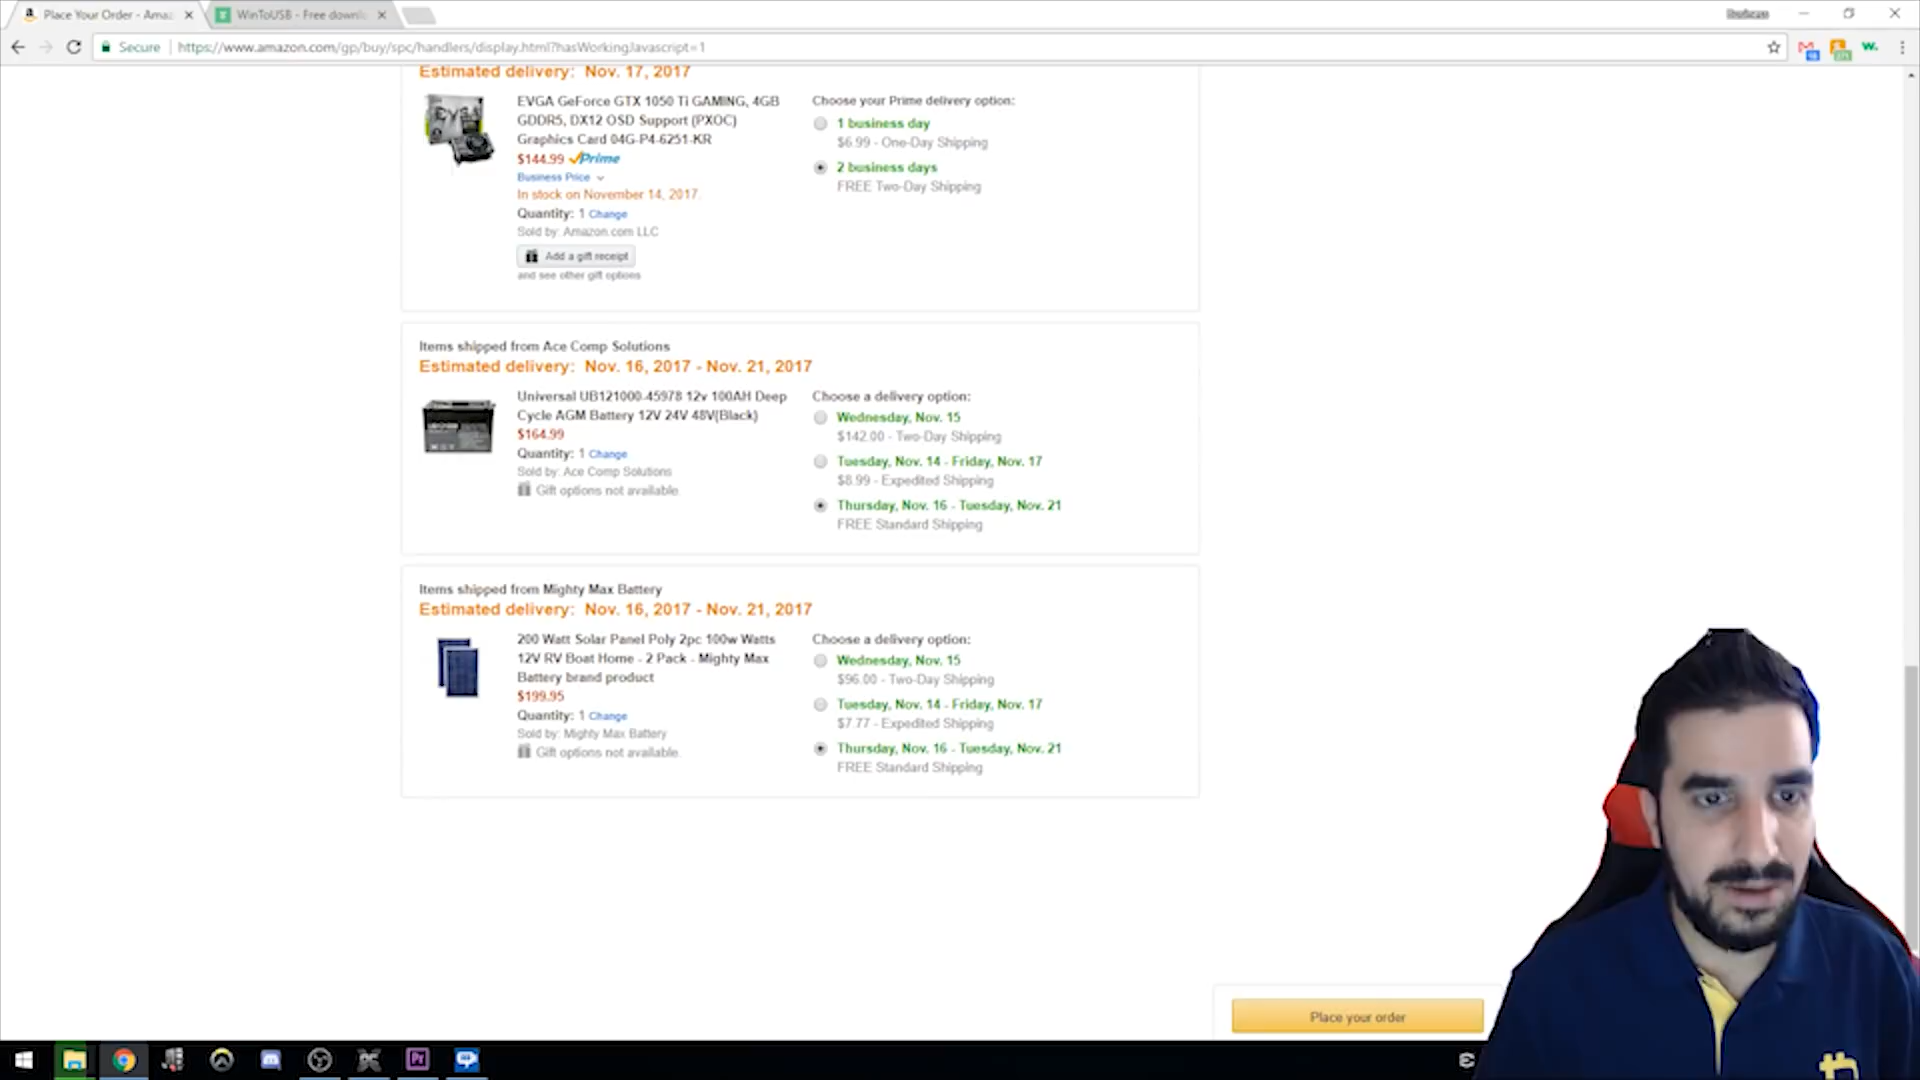 Place Your Order - Amaz
WinToUSB - Free downl
Secure
https://www.amazon.com/gp/buy/spc/handlers/display.html?hasWorkingJavascript=1
Estimated delivery: Nov. 17, 2017
EVGA GeForce GTX 1050 Ti GAMING, 4GB
GDDR5, DX12 OSD Support (PXOC)
Graphics Card 04G-P4-6251-KR
$144.99 Prime
Business Price
In stock on November 14, 2017.
Quantity: 1 Change
Sold by: Amazon.com LLC
Add a gift receipt
and see other gift options
Choose your Prime delivery option:
1 business day
$6.99 - One-Day Shipping
2 business days
FREE Two-Day Shipping
Items shipped from Ace Comp Solutions
Estimated delivery: Nov. 16, 2017 - Nov. 21, 2017
Universal UB121000-45978 12v 100AH Deep
Cycle AGM Battery 12V 24V 48V(Black)
$164.99
Quantity: 1 Change
Sold by: Ace Comp Solutions
Gift options not available.
Choose a delivery option:
Wednesday, Nov. 15
$142.00 - Two-Day Shipping
Tuesday, Nov. 14 - Friday, Nov. 17
$8.99 - Expedited Shipping
Thursday, Nov. 16 - Tuesday, Nov. 21
FREE Standard Shipping
Items shipped from Mighty Max Battery
Estimated delivery: Nov. 16, 2017 - Nov. 21, 2017
200 Watt Solar Panel Poly 2pc 100w Watts
12V RV Boat Home - 2 Pack - Mighty Max
Battery brand product
$199.95
Quantity: 1 Change
Sold by: Mighty Max Battery
Gift options not available.
Choose a delivery option:
Wednesday, Nov. 15
$96.00 - Two-Day Shipping
Tuesday, Nov. 14 - Friday, Nov. 17
$7.77 - Expedited Shipping
Thursday, Nov. 16 - Tuesday, Nov. 21
FREE Standard Shipping
Place your order
Pr